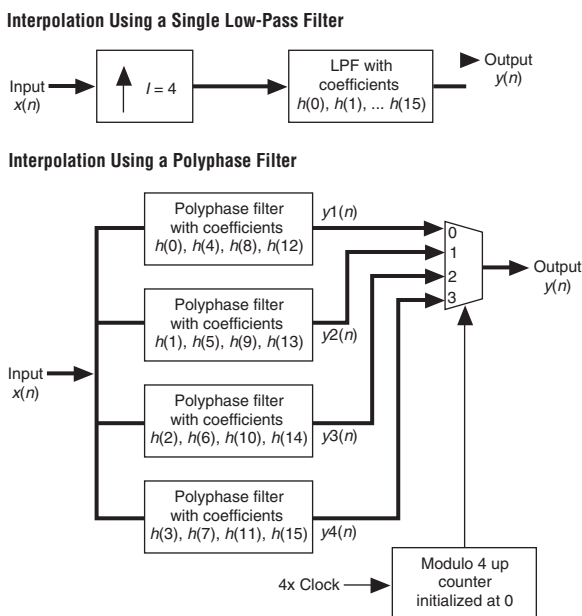 Interpolation Using a Single Low-Pass Filter
Input
x(n)
I = 4
LPF with
coefficients
h(0), h(1), ... h(15)
Output
y(n)
Interpolation Using a Polyphase Filter
Input
x(n)
Polyphase filter
with coefficients
h(0), h(4), h(8), h(12)
y1(n)
Polyphase filter
with coefficients
h(1), h(5), h(9), h(13)
y2(n)
Polyphase filter
with coefficients
h(2), h(6), h(10), h(14)
y3(n)
Polyphase filter
with coefficients
h(3), h(7), h(11), h(15)
y4(n)
0
1
2
3
Output
y(n)
4x Clock
Modulo 4 up
counter
initialized at 0